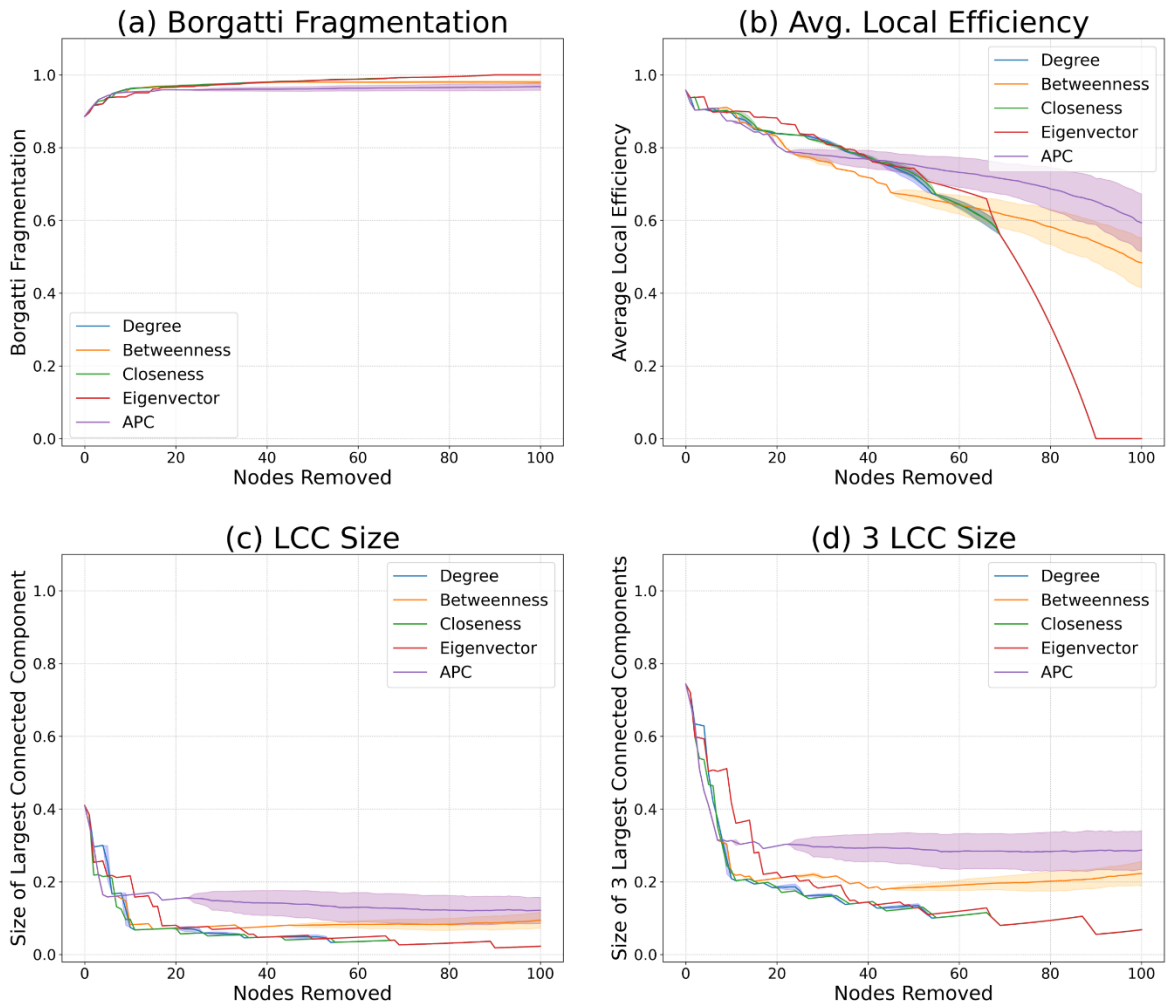 (a) Borgatti Fragmentation
Borgatti Fragmentation
1.0
0.8
0.6
0.4
0.2
0.0
Degree
Betweenness
Closeness
Eigenvector
APC
0 20 40 60 80 100
Nodes Removed
(b) Avg. Local Efficiency
Average Local Efficiency
1.0
0.8
0.6
0.4
0.2
0.0
Degree
Betweenness
Closeness
Eigenvector
APC
0 20 40 60 80 100
Nodes Removed
(c) LCC Size
Size of Largest Connected Component
1.0
0.8
0.6
0.4
0.2
0.0
Degree
Betweenness
Closeness
Eigenvector
APC
0 20 40 60 80 100
Nodes Removed
(d) 3 LCC Size
Size of 3 Largest Connected Components
1.0
0.8
0.6
0.4
0.2
0.0
Degree
Betweenness
Closeness
Eigenvector
APC
0 20 40 60 80 100
Nodes Removed